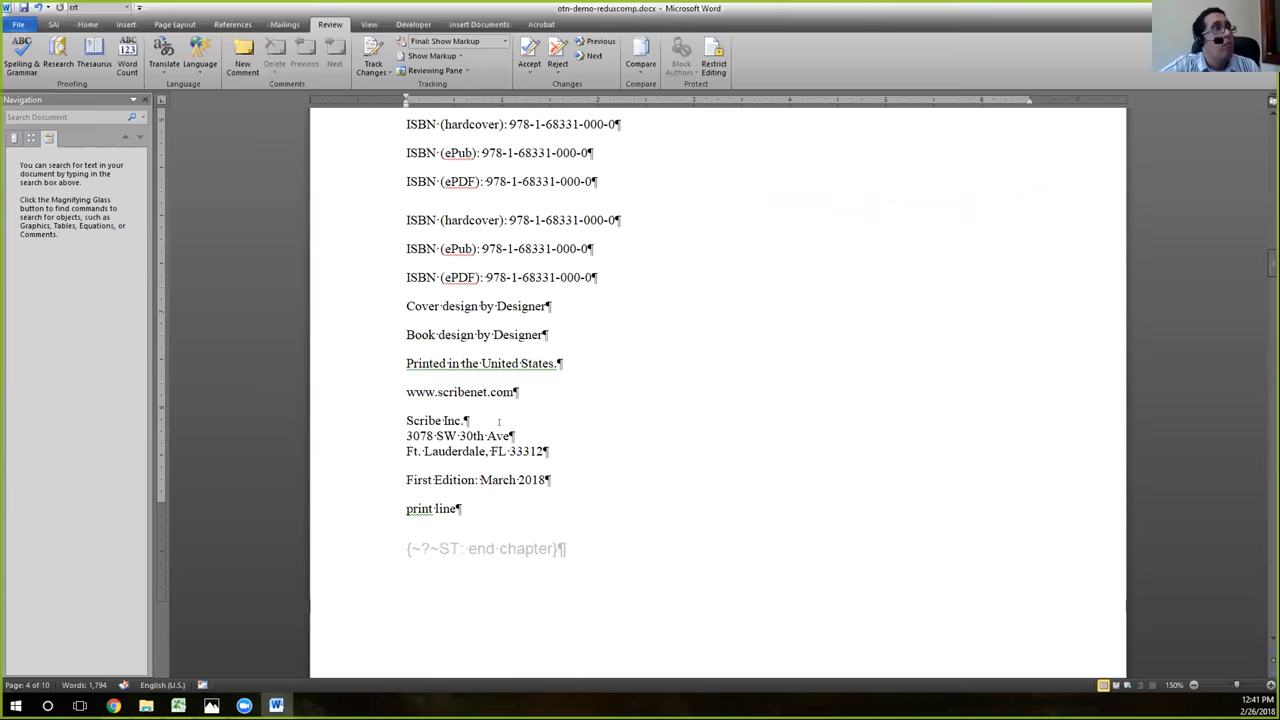 crt
otn-demo-reduxcomp.docx - Microsoft Word
File SAI Home Insert Page Layout References Mailings Review View Developer Insert Documents Acrobat
Spelling & Grammar
Research
Thesaurus
Word Count
Translate
Language
New Comment
Delete
Previous
Next
Track Changes
Final: Show Markup
Show Markup
Reviewing Pane
Accept
Reject
Previous
Next
Compare
Block Authors
Restrict Editing
Proofing Language Comments Tracking Changes Compare Protect
Navigation
Search Document
You can search for text in your
document by typing in the
search box above.
Click the Magnifying Glass
button to find commands to
search for objects, such as
Graphics, Tables, Equations, or
Comments.
1 2 3 4 5 6 7
ISBN·(hardcover):·978-1-68331-000-0¶
ISBN·(ePub):·978-1-68331-000-0¶
ISBN·(ePDF):·978-1-68331-000-0¶
ISBN·(hardcover):·978-1-68331-000-0¶
ISBN·(ePub):·978-1-68331-000-0¶
ISBN·(ePDF):·978-1-68331-000-0¶
Cover·design·by·Designer¶
Book·design·by·Designer¶
Printed·in·the·United·States.¶
www.scribenet.com¶
Scribe·Inc.¶
3078·SW·30th·Ave¶
Ft.·Lauderdale,·FL·33312¶
First·Edition:·March·2018¶
print·line¶
{~?~ST:·end·chapter}¶
Page: 4 of 10 Words: 1,794 English (U.S.) 150%
12:41 PM
2/26/2018